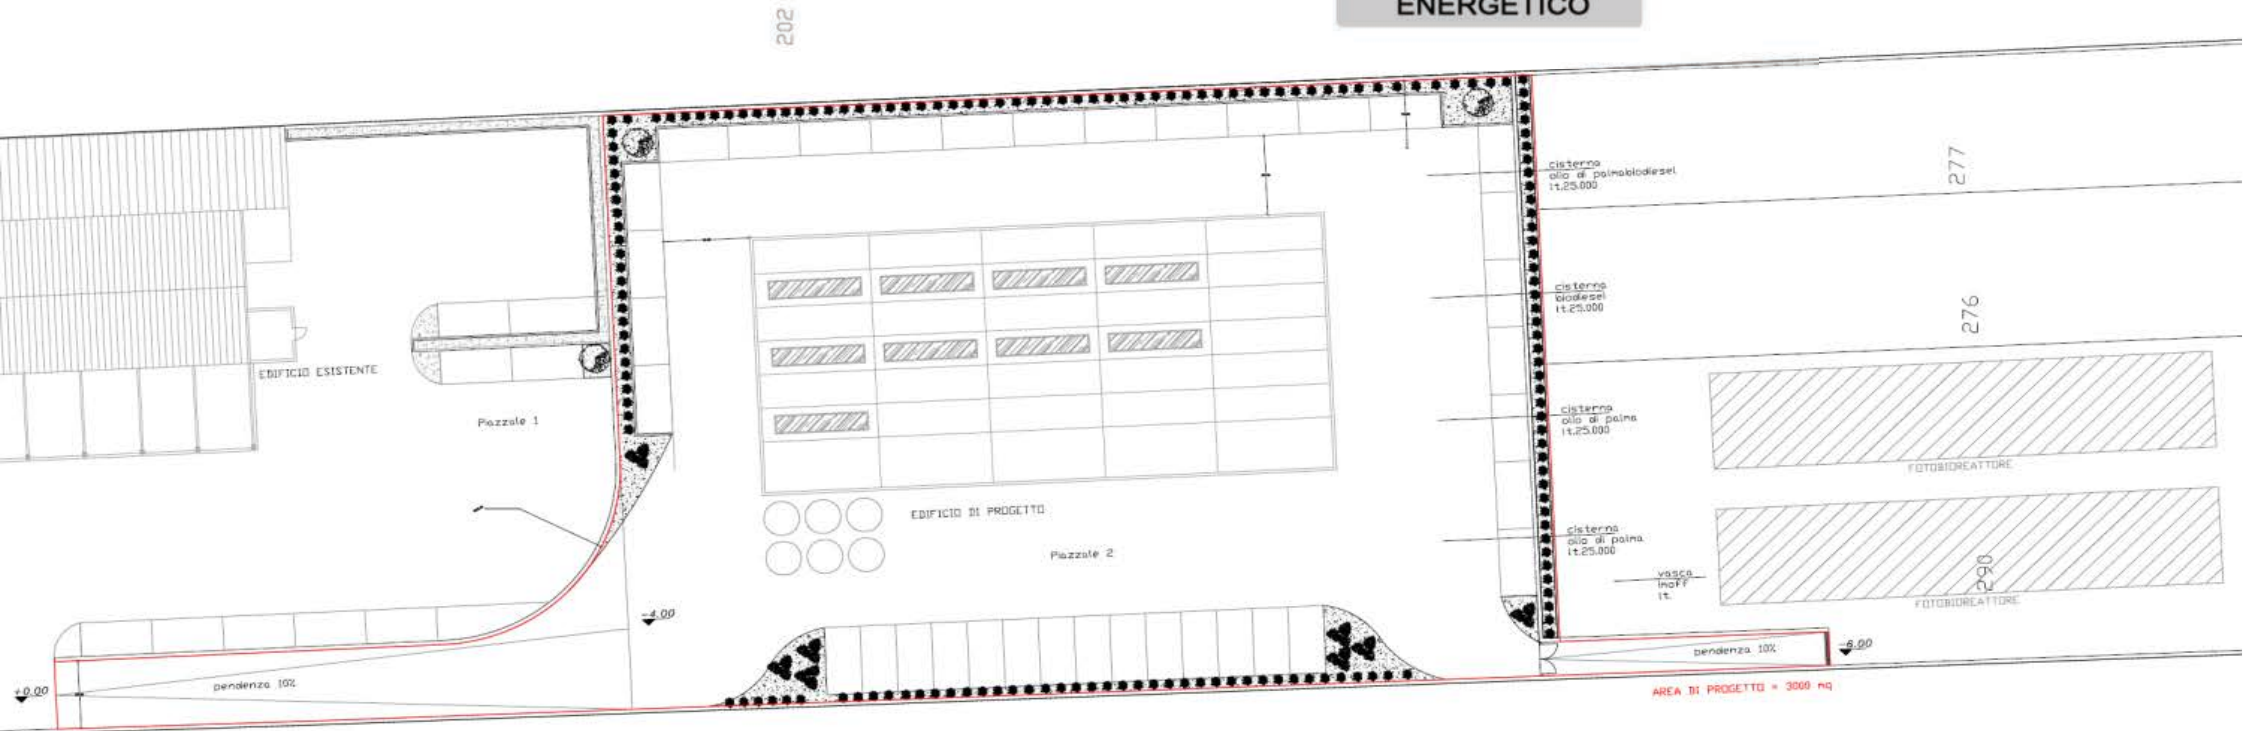 ENERGETICO
202
cisterna
olio di palmabiodiesel
lt.25.000
277
cisterna
biodiesel
lt.25.000
276
EDIFICIO ESISTENTE
Piazzale 1
cisterna
olio di palma
lt.25.000
FOTOBIOREATTORE
EDIFICIO DI PROGETTO
Piazzale 2
cisterna
olio di palma
lt.25.000
vasca
imoff
lt.
290
FOTOBIOREATTORE
-4.00
+0.00
pendenza 10%
pendenza 10%
-6.00
AREA DI PROGETTO = 3000 mq